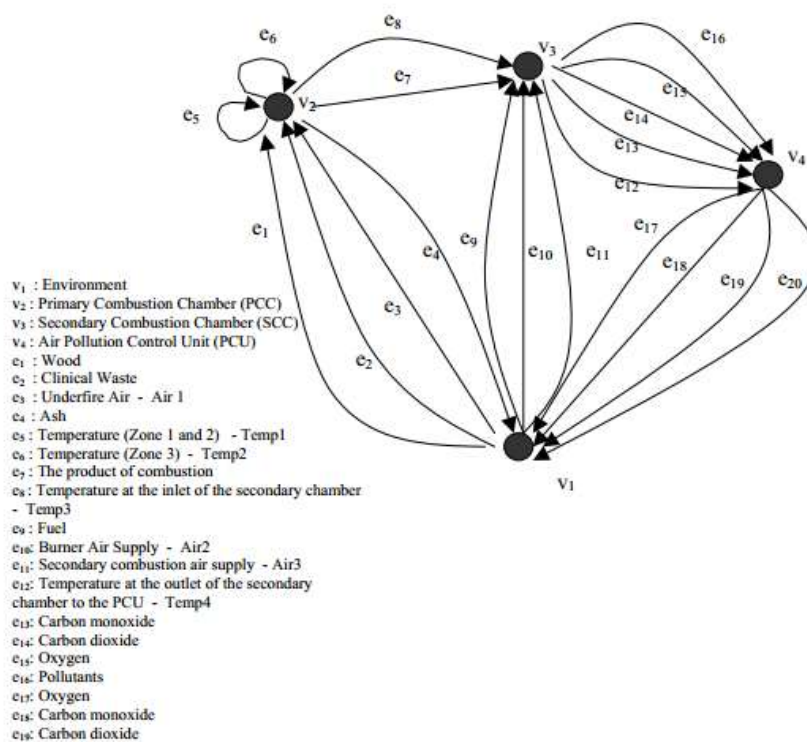 e₁₆
e₈
e₆
v₃
e₇
e₁₅
v₂
e₅
e₁₄
e₁₃
v₄
e₁₂
e₁
e₄
e₉
e₁₀
e₁₁
e₁₇
e₁₈
e₁₉
e₂₀
e₃
e₂
v₁
v₁ : Environment
v₂ : Primary Combustion Chamber (PCC)
v₃ : Secondary Combustion Chamber (SCC)
v₄ : Air Pollution Control Unit (PCU)
e₁ : Wood
e₂ : Clinical Waste
e₃ : Underfire Air - Air 1
e₄ : Ash
e₅ : Temperature (Zone 1 and 2) - Temp1
e₆ : Temperature (Zone 3) - Temp2
e₇ : The product of combustion
e₈ : Temperature at the inlet of the secondary chamber
- Temp3
e₉ : Fuel
e₁₀: Burner Air Supply - Air2
e₁₁: Secondary combustion air supply - Air3
e₁₂: Temperature at the outlet of the secondary
chamber to the PCU - Temp4
e₁₃: Carbon monoxide
e₁₄: Carbon dioxide
e₁₅: Oxygen
e₁₆: Pollutants
e₁₇: Oxygen
e₁₈: Carbon monoxide
e₁₉: Carbon dioxide